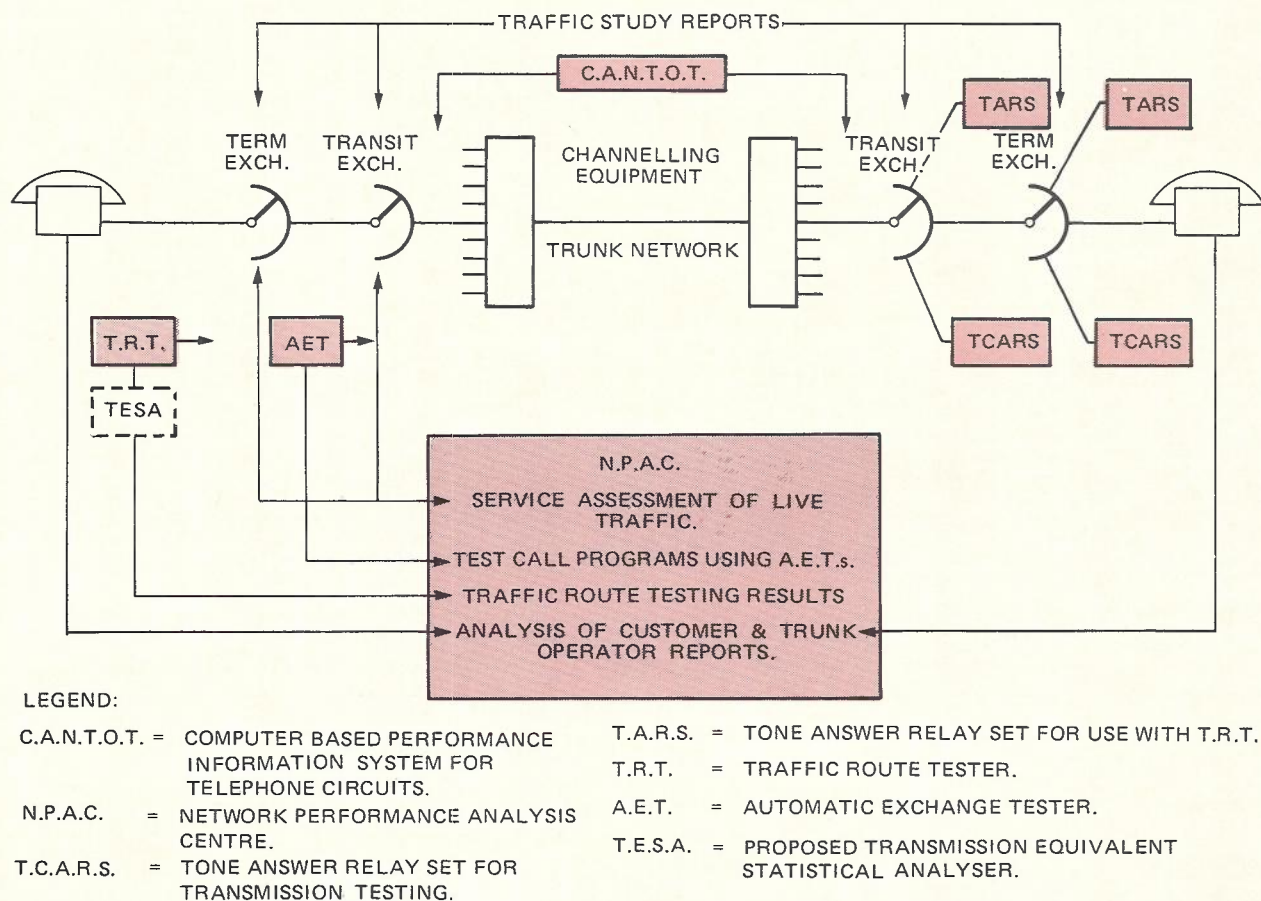 TRAFFIC STUDY REPORTS
C.A.N.T.O.T.
TARS
TARS
TERM
EXCH.
TRANSIT
EXCH.
CHANNELLING
EQUIPMENT
TRANSIT
EXCH.
TERM
EXCH.
TRUNK NETWORK
T.R.T.
AET
TCARS
TCARS
TESA
N.P.A.C.
SERVICE ASSESSMENT OF LIVE
TRAFFIC.
TEST CALL PROGRAMS USING A.E.T.s.
TRAFFIC ROUTE TESTING RESULTS
ANALYSIS OF CUSTOMER & TRUNK
OPERATOR REPORTS.
LEGEND:
C.A.N.T.O.T. = COMPUTER BASED PERFORMANCE
INFORMATION SYSTEM FOR
TELEPHONE CIRCUITS.
N.P.A.C. = NETWORK PERFORMANCE ANALYSIS
CENTRE.
T.C.A.R.S. = TONE ANSWER RELAY SET FOR
TRANSMISSION TESTING.
T.A.R.S. = TONE ANSWER RELAY SET FOR USE WITH T.R.T.
T.R.T. = TRAFFIC ROUTE TESTER.
A.E.T. = AUTOMATIC EXCHANGE TESTER.
T.E.S.A. = PROPOSED TRANSMISSION EQUIVALENT
STATISTICAL ANALYSER.